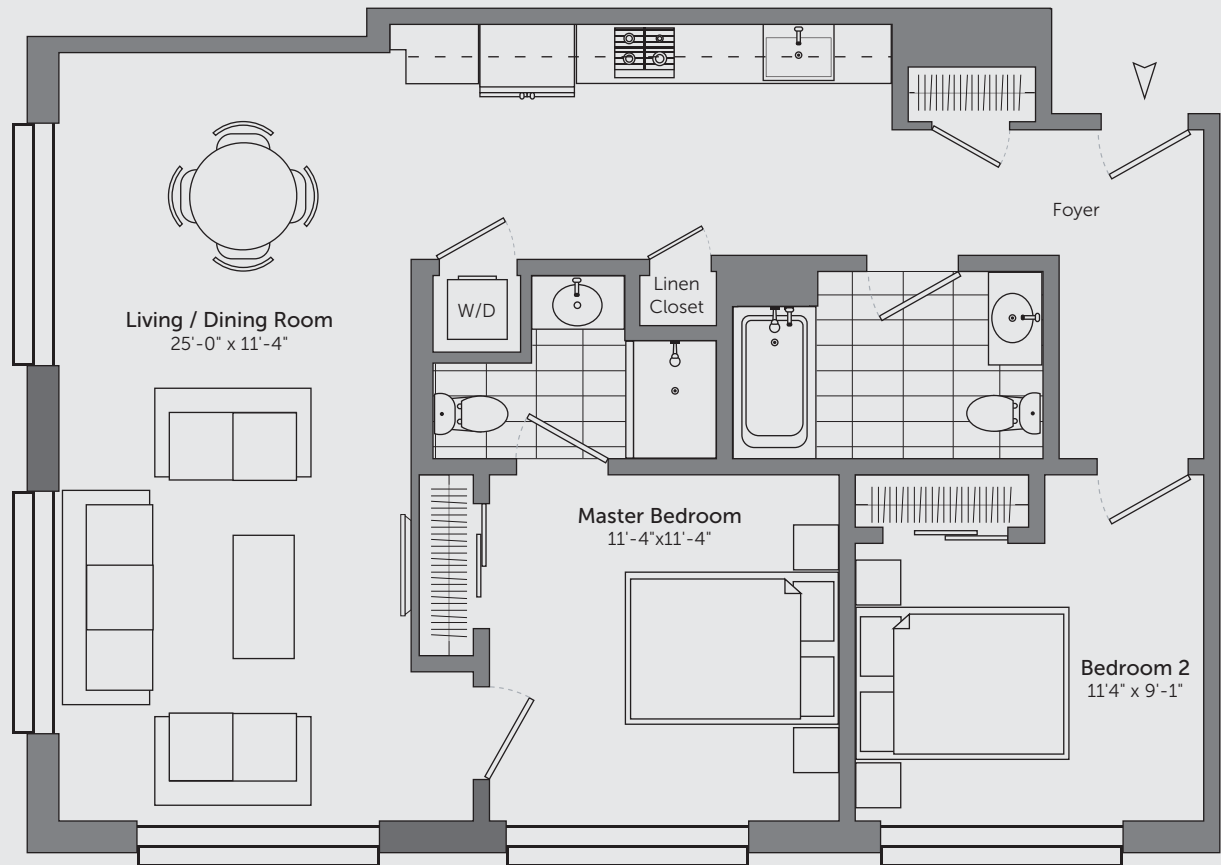 Foyer
Linen
Closet
W/D
Living / Dining Room
25'-0" x 11'-4"
Master Bedroom
11'-4"x11'-4"
Bedroom 2
11'4" x 9'-1"